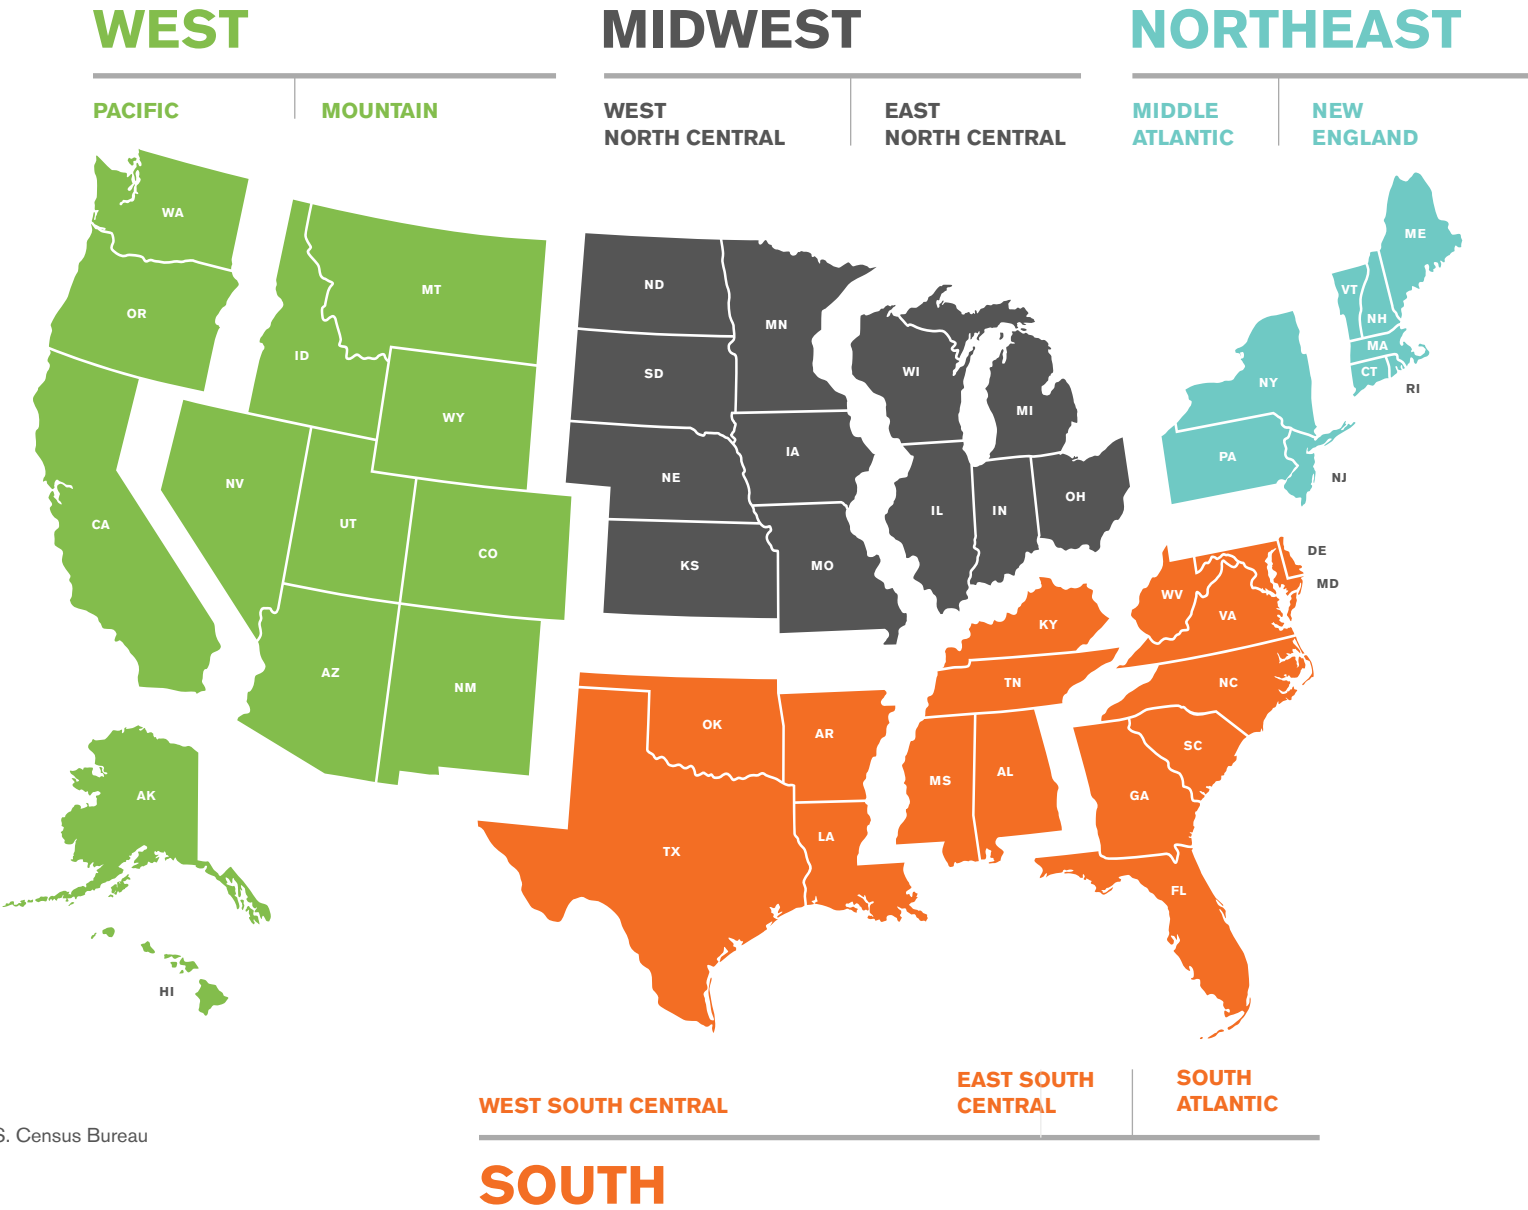 WEST
MIDWEST
NORTHEAST
PACIFIC
MOUNTAIN
WEST
NORTH CENTRAL
EAST
NORTH CENTRAL
MIDDLE
ATLANTIC
NEW
ENGLAND
WA
OR
CA
NV
ID
MT
WY
UT
CO
AZ
NM
AK
HI
ND
SD
NE
KS
MN
IA
MO
WI
MI
IL
IN
OH
ME
VT
NH
MA
CT
RI
NY
PA
NJ
DE
MD
WV
VA
KY
TN
NC
SC
GA
FL
MS
AL
OK
AR
TX
LA
WEST SOUTH CENTRAL
EAST SOUTH
CENTRAL
SOUTH
ATLANTIC
S. Census Bureau
SOUTH